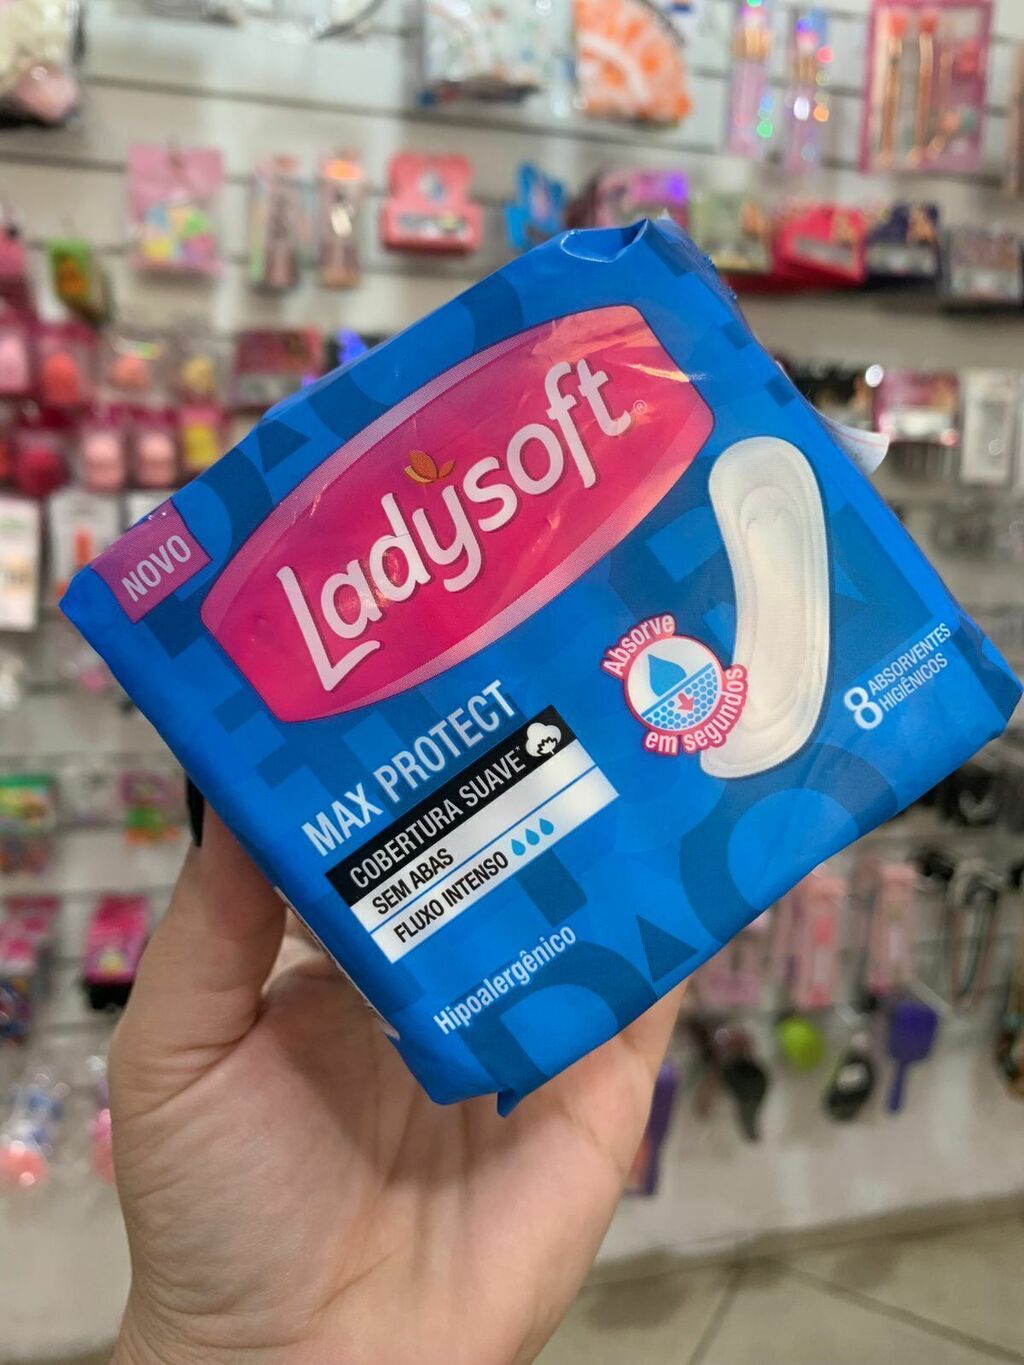 NOVO
Ladysoft®
MAX PROTECT
COBERTURA SUAVE*
SEM ABAS
FLUXO INTENSO
Hipoalergênico
Absorve
em segundos
8 ABSORVENTES
HIGIÊNICOS